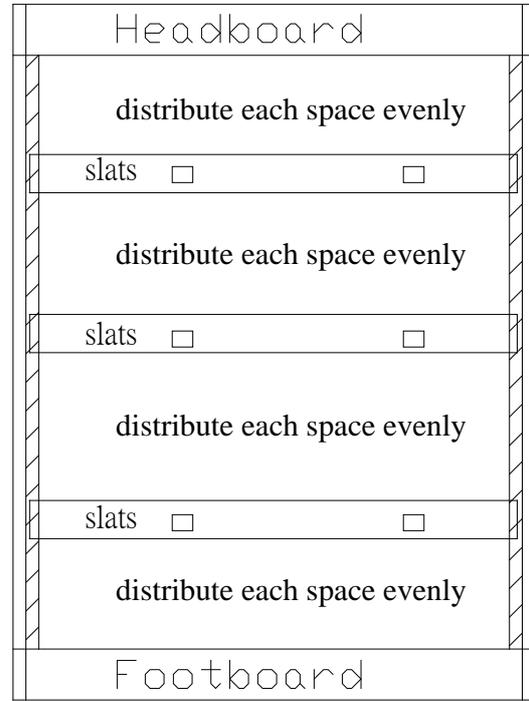 Headboard
distribute each space evenly
slats
distribute each space evenly
slats
distribute each space evenly
slats
distribute each space evenly
Footboard